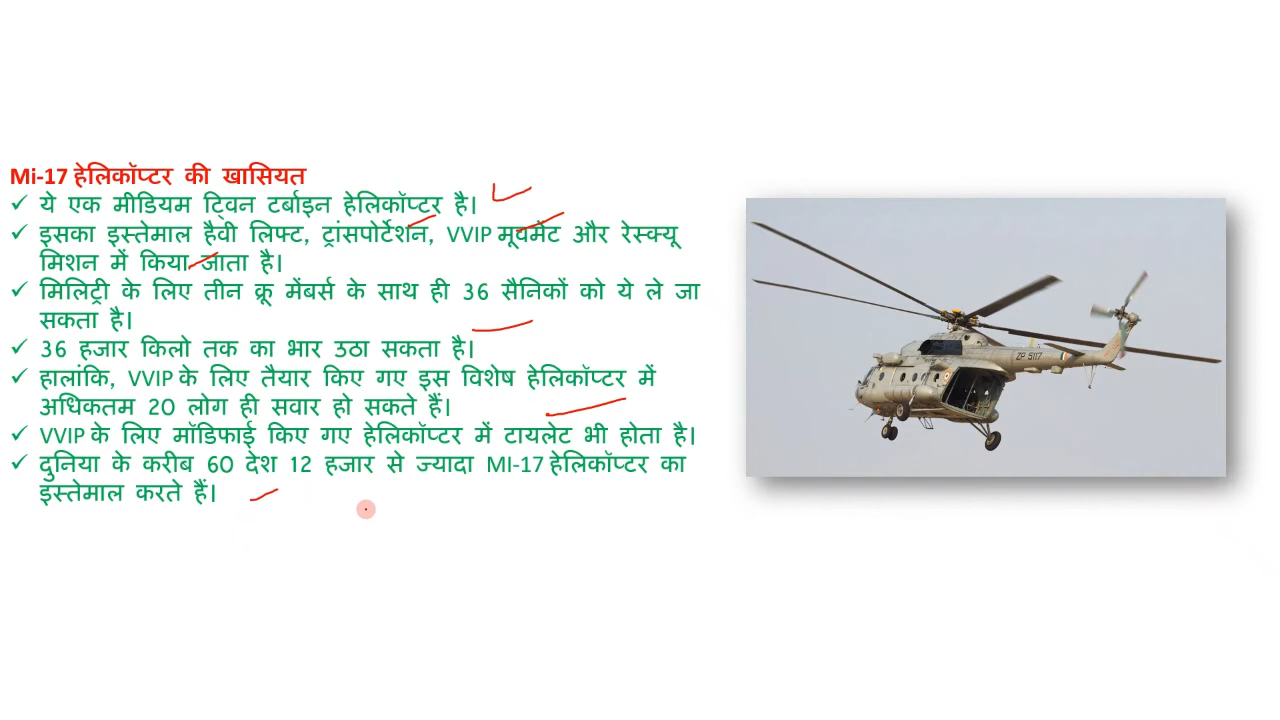 Mi-17 हेलिकॉप्टर की खासियत
✓ ये एक मीडियम ट्विन टर्बाइन हेलिकॉप्टर है।
✓ इसका इस्तेमाल हैवी लिफ्ट, ट्रांसपोर्टेशन, VVIP मूवमेंट और रेस्क्यू
मिशन में किया जाता है।
✓ मिलिट्री के लिए तीन क्रू मेंबर्स के साथ ही 36 सैनिकों को ये ले जा
सकता है।
✓ 36 हजार किलो तक का भार उठा सकता है।
✓ हालांकि, VVIP के लिए तैयार किए गए इस विशेष हेलिकॉप्टर में
अधिकतम 20 लोग ही सवार हो सकते हैं।
✓ VVIP के लिए मॉडिफाई किए गए हेलिकॉप्टर में टायलेट भी होता है।
✓ दुनिया के करीब 60 देश 12 हजार से ज्यादा MI-17 हेलिकॉप्टर का
इस्तेमाल करते हैं।
ZP 5117